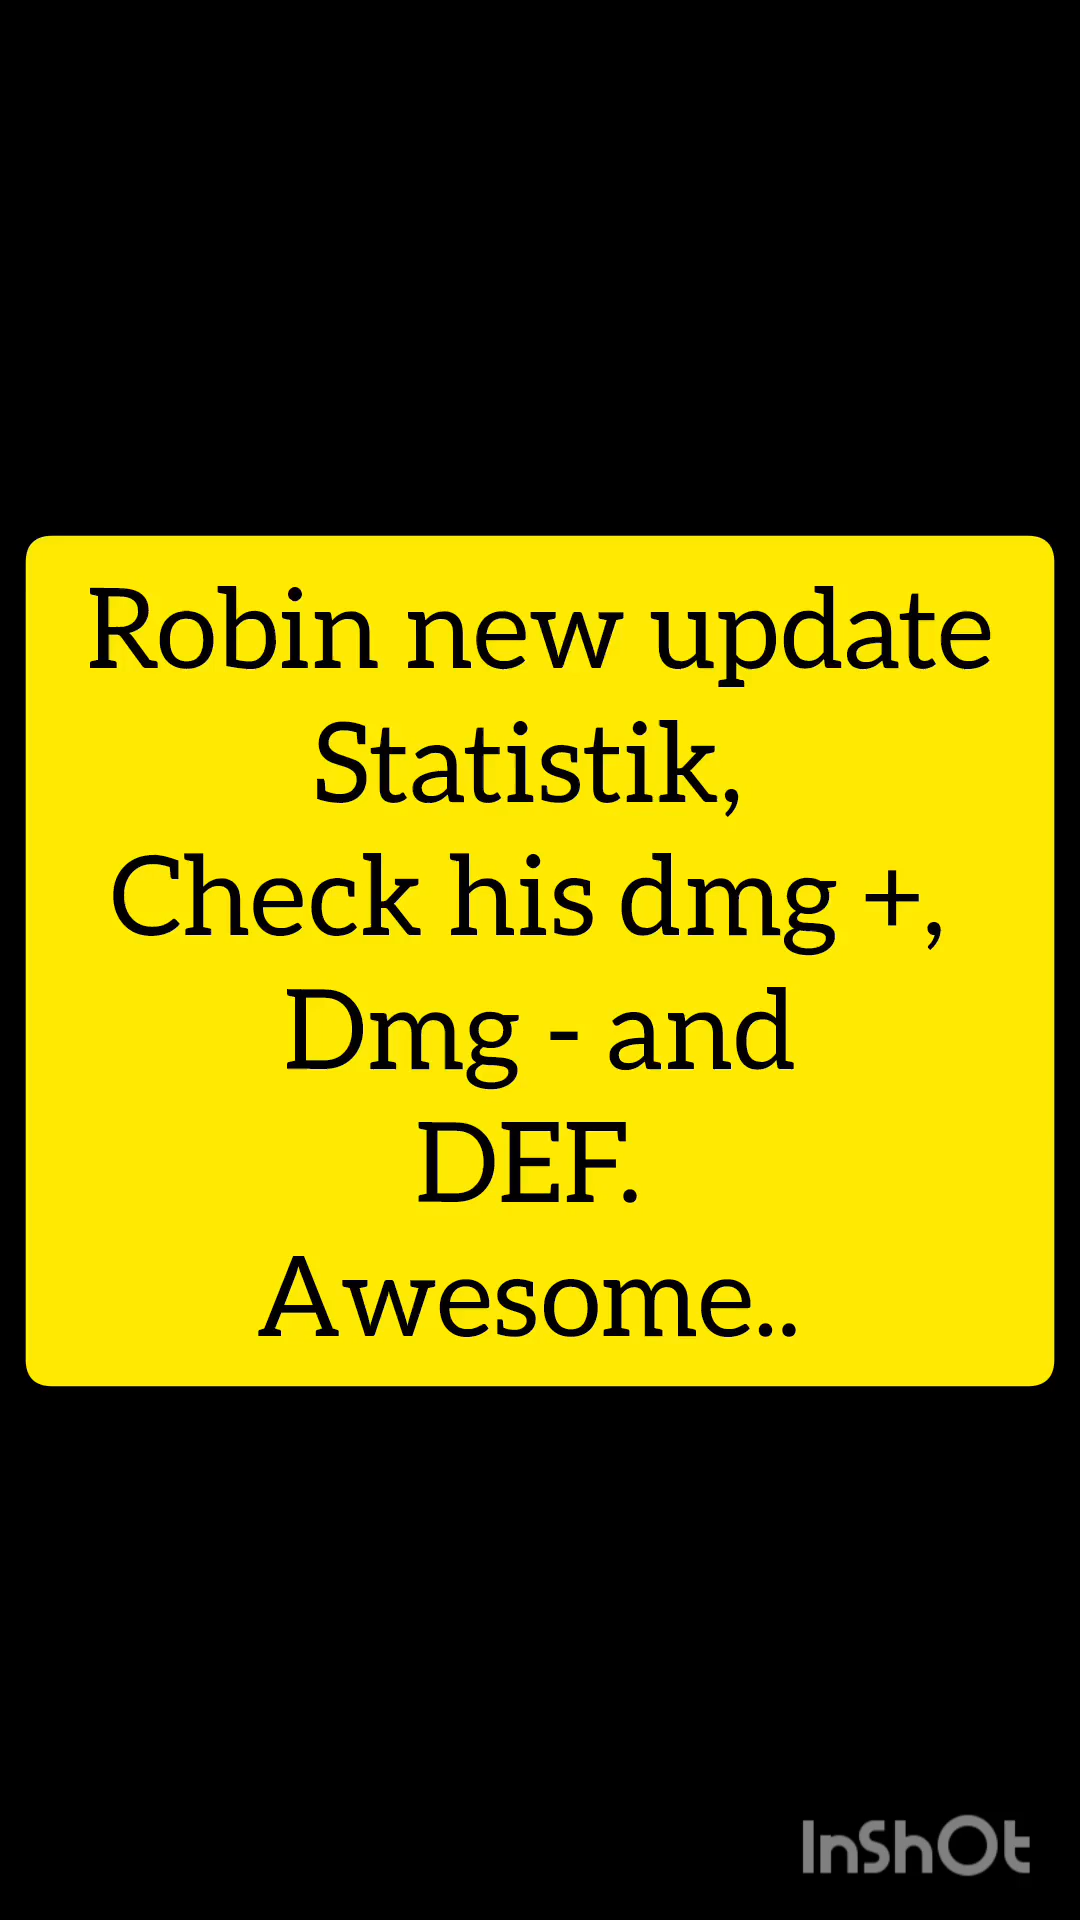 Robin new update
Statistik,
Check his dmg +,
Dmg - and
DEF.
Awesome..
InShOt